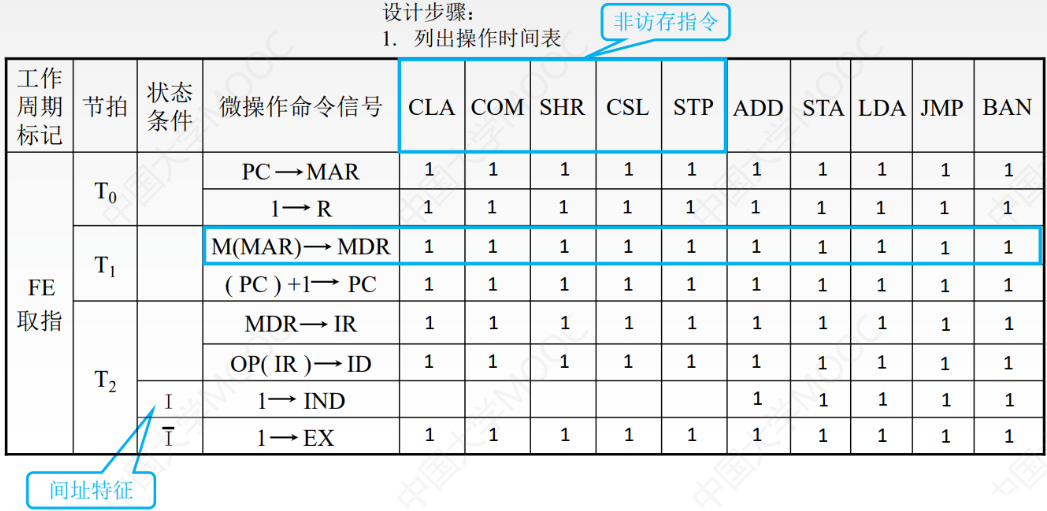 设计步骤:
1. 列出操作时间表
非访存指令
工作周期标记 节拍 状态条件 微操作命令信号 CLA COM SHR CSL STP ADD STA LDA JMP BAN
FE 取指 T0 PC→MAR 1 1 1 1 1 1 1 1 1 1
1→R 1 1 1 1 1 1 1 1 1 1
T1 M(MAR)→MDR 1 1 1 1 1 1 1 1 1 1
(PC)+1→PC 1 1 1 1 1 1 1 1 1 1
T2 MDR→IR 1 1 1 1 1 1 1 1 1 1
OP(IR)→ID 1 1 1 1 1 1 1 1 1 1
I 1→IND 1 1 1 1 1
Ī 1→EX 1 1 1 1 1 1 1 1 1 1
间址特征
中国大学MOOC